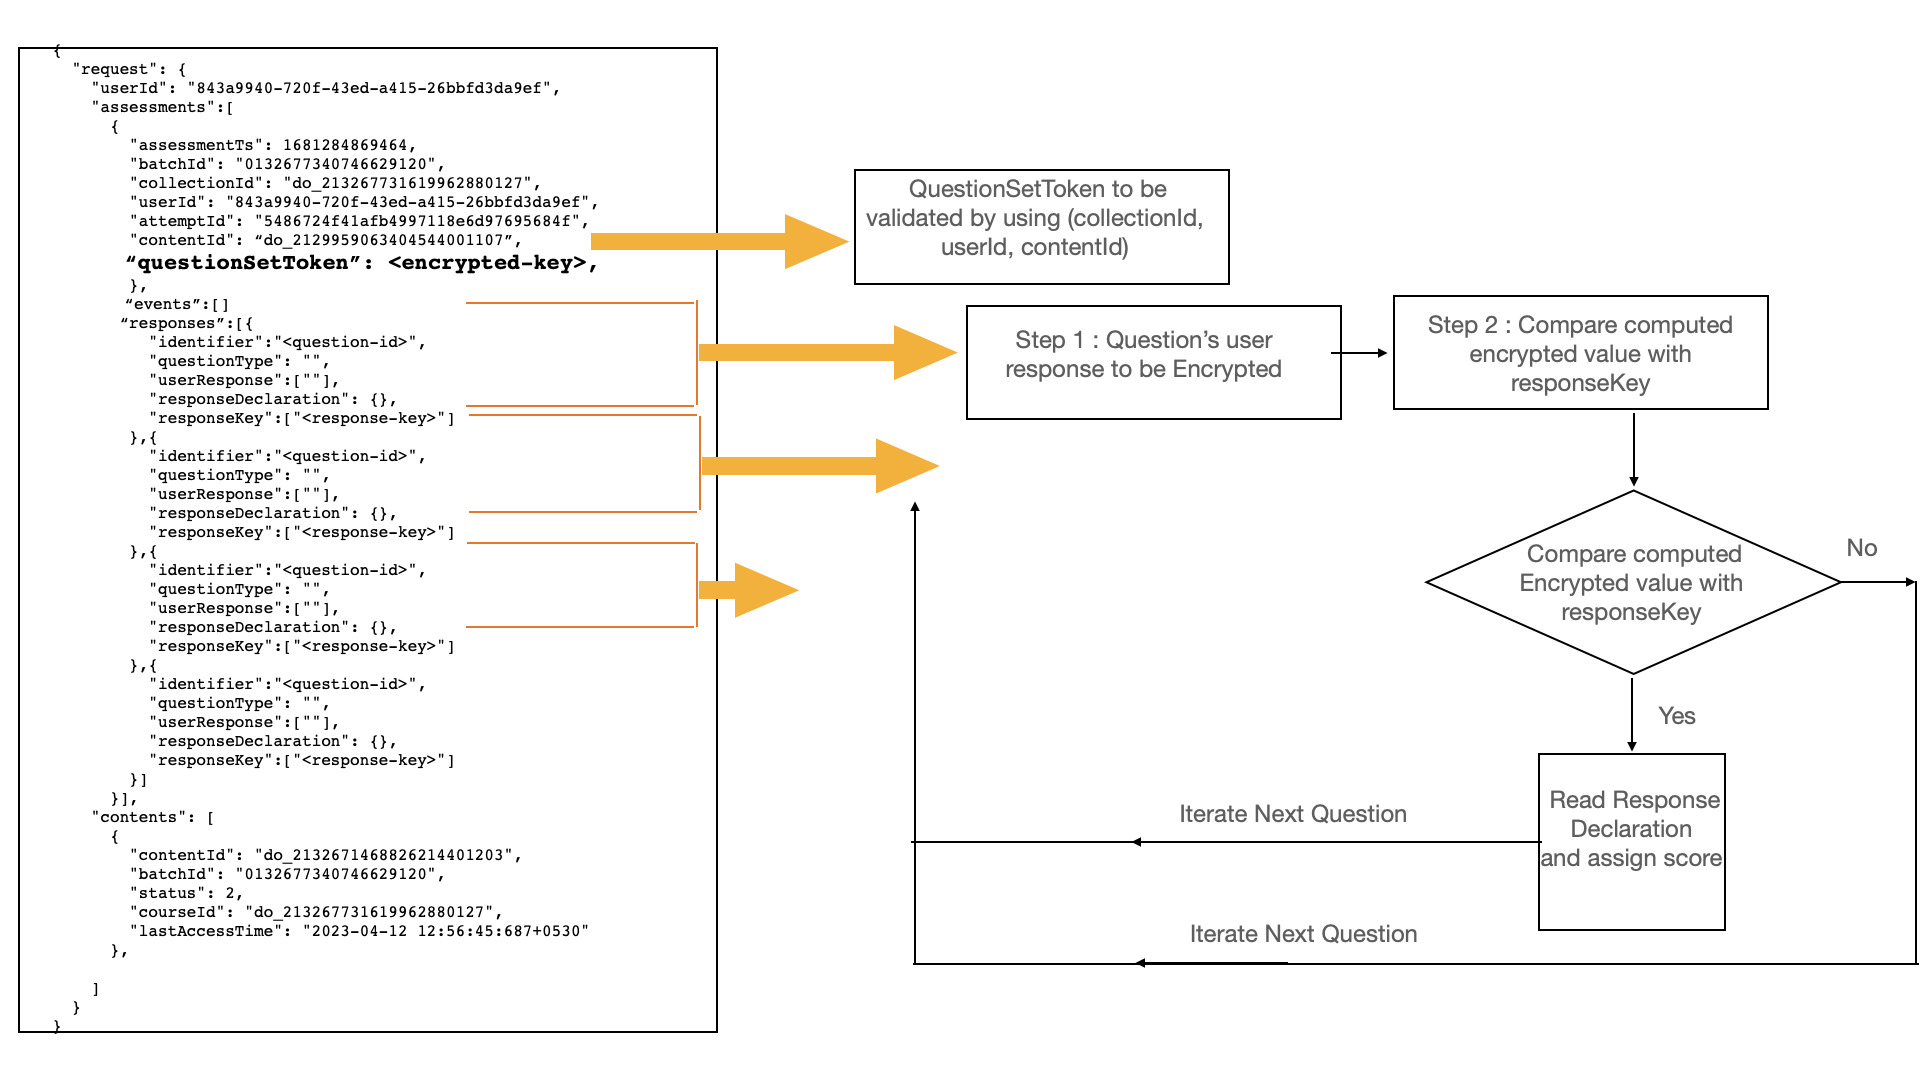 {
"request": {
"userId": "843a9940-720f-43ed-a415-26bbfd3da9ef",
"assessments":[
{
"assessmentTs": 1681284869464,
"batchId": "0132677340746629120",
"collectionId": "do_213267731619962880127",
"userId": "843a9940-720f-43ed-a415-26bbfd3da9ef",
"attemptId": "5486724f41afb4997118e6d97695684f",
"contentId": “do_2129959063404544001107”,
“questionSetToken”: <encrypted-key>,
},
“events”:[]
“responses”:[{
"identifier":"<question-id>",
"questionType": "",
"userResponse":[""],
"responseDeclaration": {},
"responseKey":["<response-key>"]
},{
"identifier":"<question-id>",
"questionType": "",
"userResponse":[""],
"responseDeclaration": {},
"responseKey":["<response-key>"]
},{
"identifier":"<question-id>",
"questionType": "",
"userResponse":[""],
"responseDeclaration": {},
"responseKey":["<response-key>"]
},{
"identifier":"<question-id>",
"questionType": "",
"userResponse":[""],
"responseDeclaration": {},
"responseKey":["<response-key>"]
}]
}],
"contents": [
{
"contentId": "do_2132671468826214401203",
"batchId": "0132677340746629120",
"status": 2,
"courseId": "do_213267731619962880127",
"lastAccessTime": "2023-04-12 12:56:45:687+0530"
},
]
}
}
QuestionSetToken to be
validated by using (collectionId,
userId, contentId)
Step 1 : Question’s user
response to be Encrypted
Step 2 : Compare computed
encrypted value with
responseKey
Compare computed
Encrypted value with
responseKey
No
Yes
Read Response
Declaration
and assign score
Iterate Next Question
Iterate Next Question